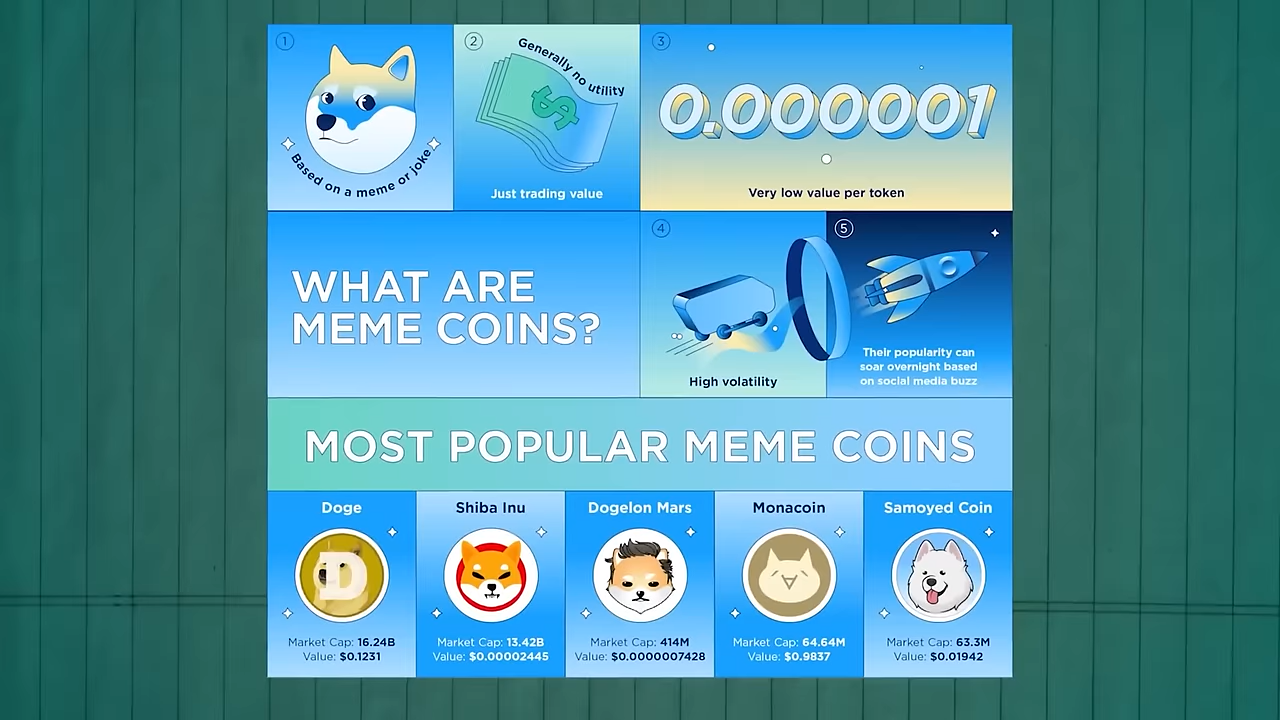 1
Based on a meme or joke
2
Generally no utility
Just trading value
3
0.000001
Very low value per token
WHAT ARE
MEME COINS?
4
High volatility
5
Their popularity can
soar overnight based
on social media buzz
MOST POPULAR MEME COINS
Doge
D
Market Cap: 16.24B
Value: $0.1231
Shiba Inu
Market Cap: 13.42B
Value: $0.00002445
Dogelon Mars
Market Cap: 414M
Value: $0.0000007428
Monacoin
Market Cap: 64.64M
Value: $0.9837
Samoyed Coin
Market Cap: 63.3M
Value: $0.01942